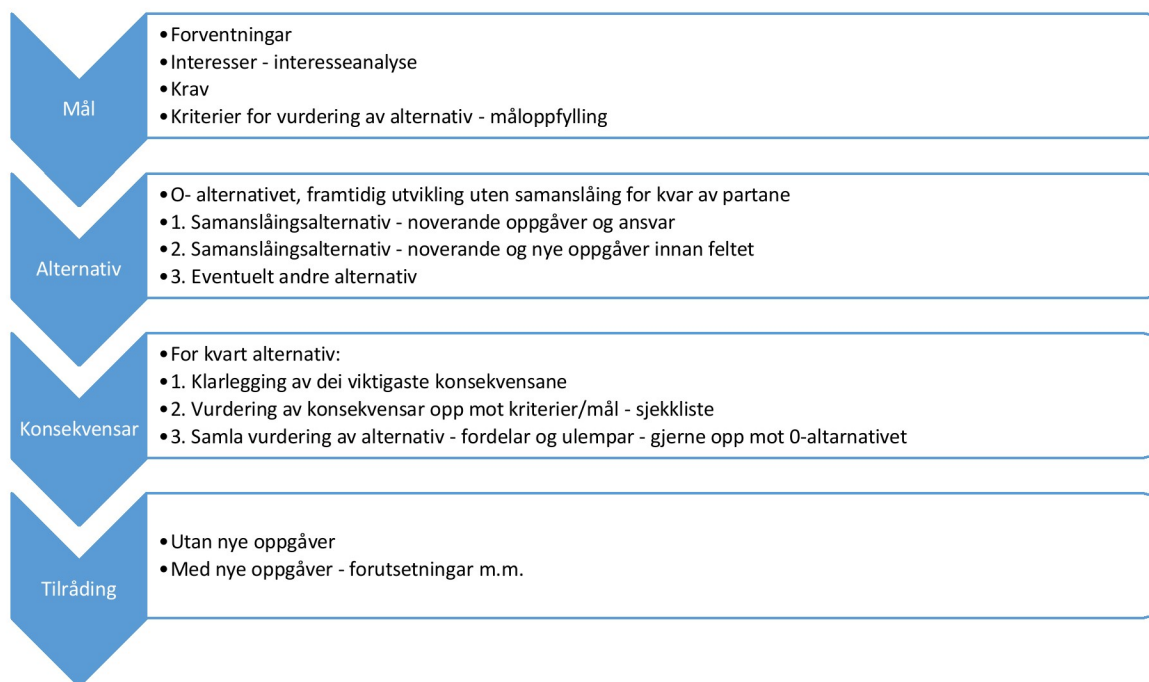 Mål
•Forventningar
•Interesser - interesseanalyse
•Krav
•Kriterier for vurdering av alternativ - måloppfylling
Alternativ
•O- alternativet, framtidig utvikling uten samanslåing for kvar av partane
•1. Samanslåingsalternativ - noverande oppgåver og ansvar
•2. Samanslåingsalternativ - noverande og nye oppgåver innan feltet
•3. Eventuelt andre alternativ
Konsekvensar
•For kvart alternativ:
•1. Klarlegging av dei viktigaste konsekvensane
•2. Vurdering av konsekvensar opp mot kriterier/mål - sjekkliste
•3. Samla vurdering av alternativ - fordelar og ulempar - gjerne opp mot 0-altarnativet
Tilråding
•Utan nye oppgåver
•Med nye oppgåver - forutsetningar m.m.